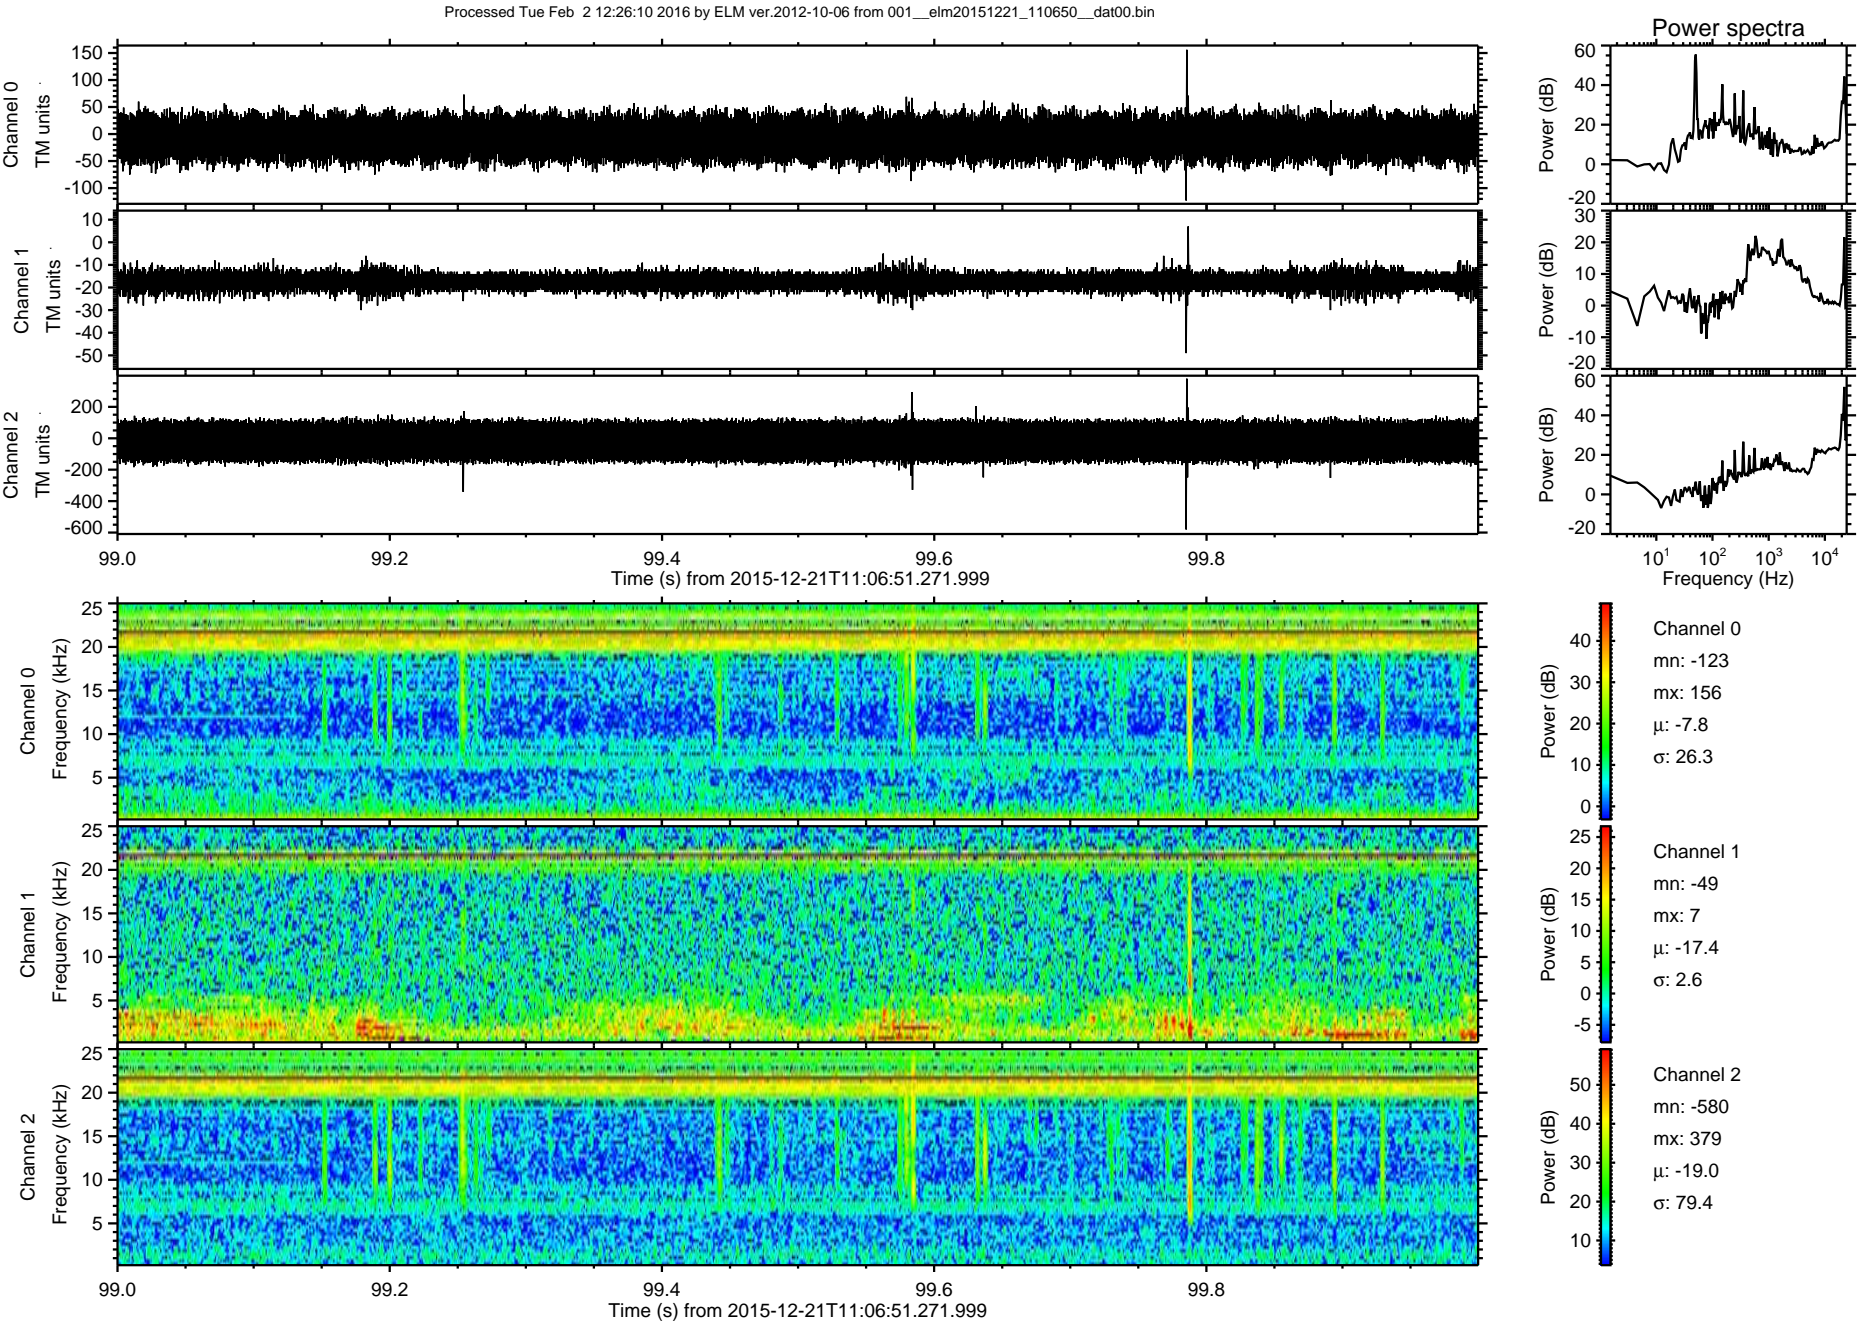 Processed Tue Feb  2 12:26:10 2016 by ELM ver.2012-10-06 from 001__elm20151221_110650__dat00.bin
Power spectra
Channel 0
TM units
150
100
50
0
-50
-100
Power (dB)
60
40
20
0
-20
Channel 1
TM units
10
0
-10
-20
-30
-40
-50
Power (dB)
30
20
10
0
-10
-20
Channel 2
TM units
200
0
-200
-400
-600
Power (dB)
60
40
20
0
-20
99.0 99.2 99.4 99.6 99.8
Time (s) from 2015-12-21T11:06:51.271.999
10¹ 10² 10³ 10⁴
Frequency (Hz)
Channel 0
Frequency (kHz)
25
20
15
10
5
Power (dB)
40
30
20
10
0
Channel 0
mn: -123
mx: 156
µ: -7.8
σ: 26.3
Channel 1
Frequency (kHz)
25
20
15
10
5
Power (dB)
25
20
15
10
5
0
-5
Channel 1
mn: -49
mx: 7
µ: -17.4
σ: 2.6
Channel 2
Frequency (kHz)
25
20
15
10
5
Power (dB)
50
40
30
20
10
Channel 2
mn: -580
mx: 379
µ: -19.0
σ: 79.4
99.0 99.2 99.4 99.6 99.8
Time (s) from 2015-12-21T11:06:51.271.999